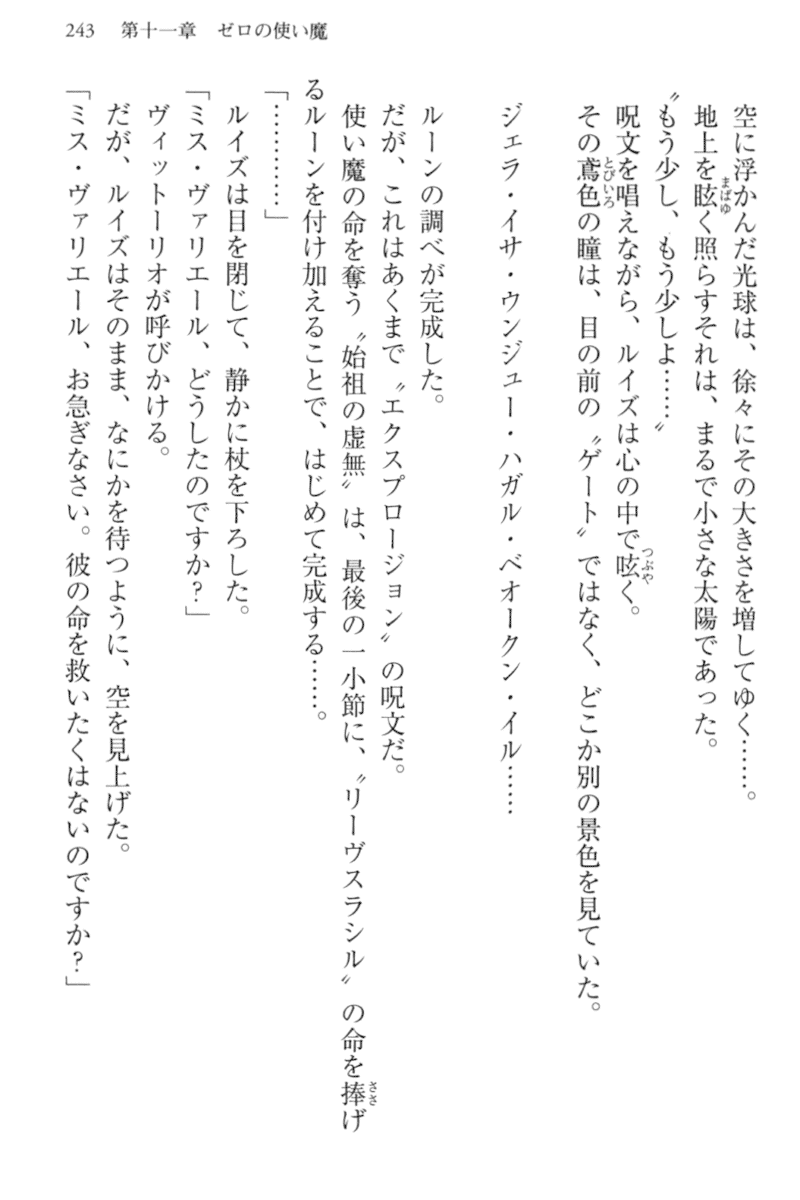 243　第十一章　ゼロの使い魔
空に浮かんだ光球は、徐々にその大きさを増してゆく……。
地上を眩く照らすそれは、まるで小さな太陽であった。
〝もう少し、もう少しよ……〟
呪文を唱えながら、ルイズは心の中で呟く。
その鳶色の瞳は、目の前の〝ゲート〟ではなく、どこか別の景色を見ていた。
ジェラ・イサ・ウンジュー・ハガル・ベオークン・イル……
ルーンの調べが完成した。
だが、これはあくまで〝エクスプロージョン〟の呪文だ。
使い魔の命を奪う〝始祖の虚無〟は、最後の一小節に、〝リーヴスラシル〟の命を捧げ
るルーンを付け加えることで、はじめて完成する……。
「…………」
ルイズは目を閉じて、静かに杖を下ろした。
「ミス・ヴァリエール、どうしたのですか？」
ヴィットーリオが呼びかける。
だが、ルイズはそのまま、なにかを待つように、空を見上げた。
「ミス・ヴァリエール、お急ぎなさい。彼の命を救いたくはないのですか？」